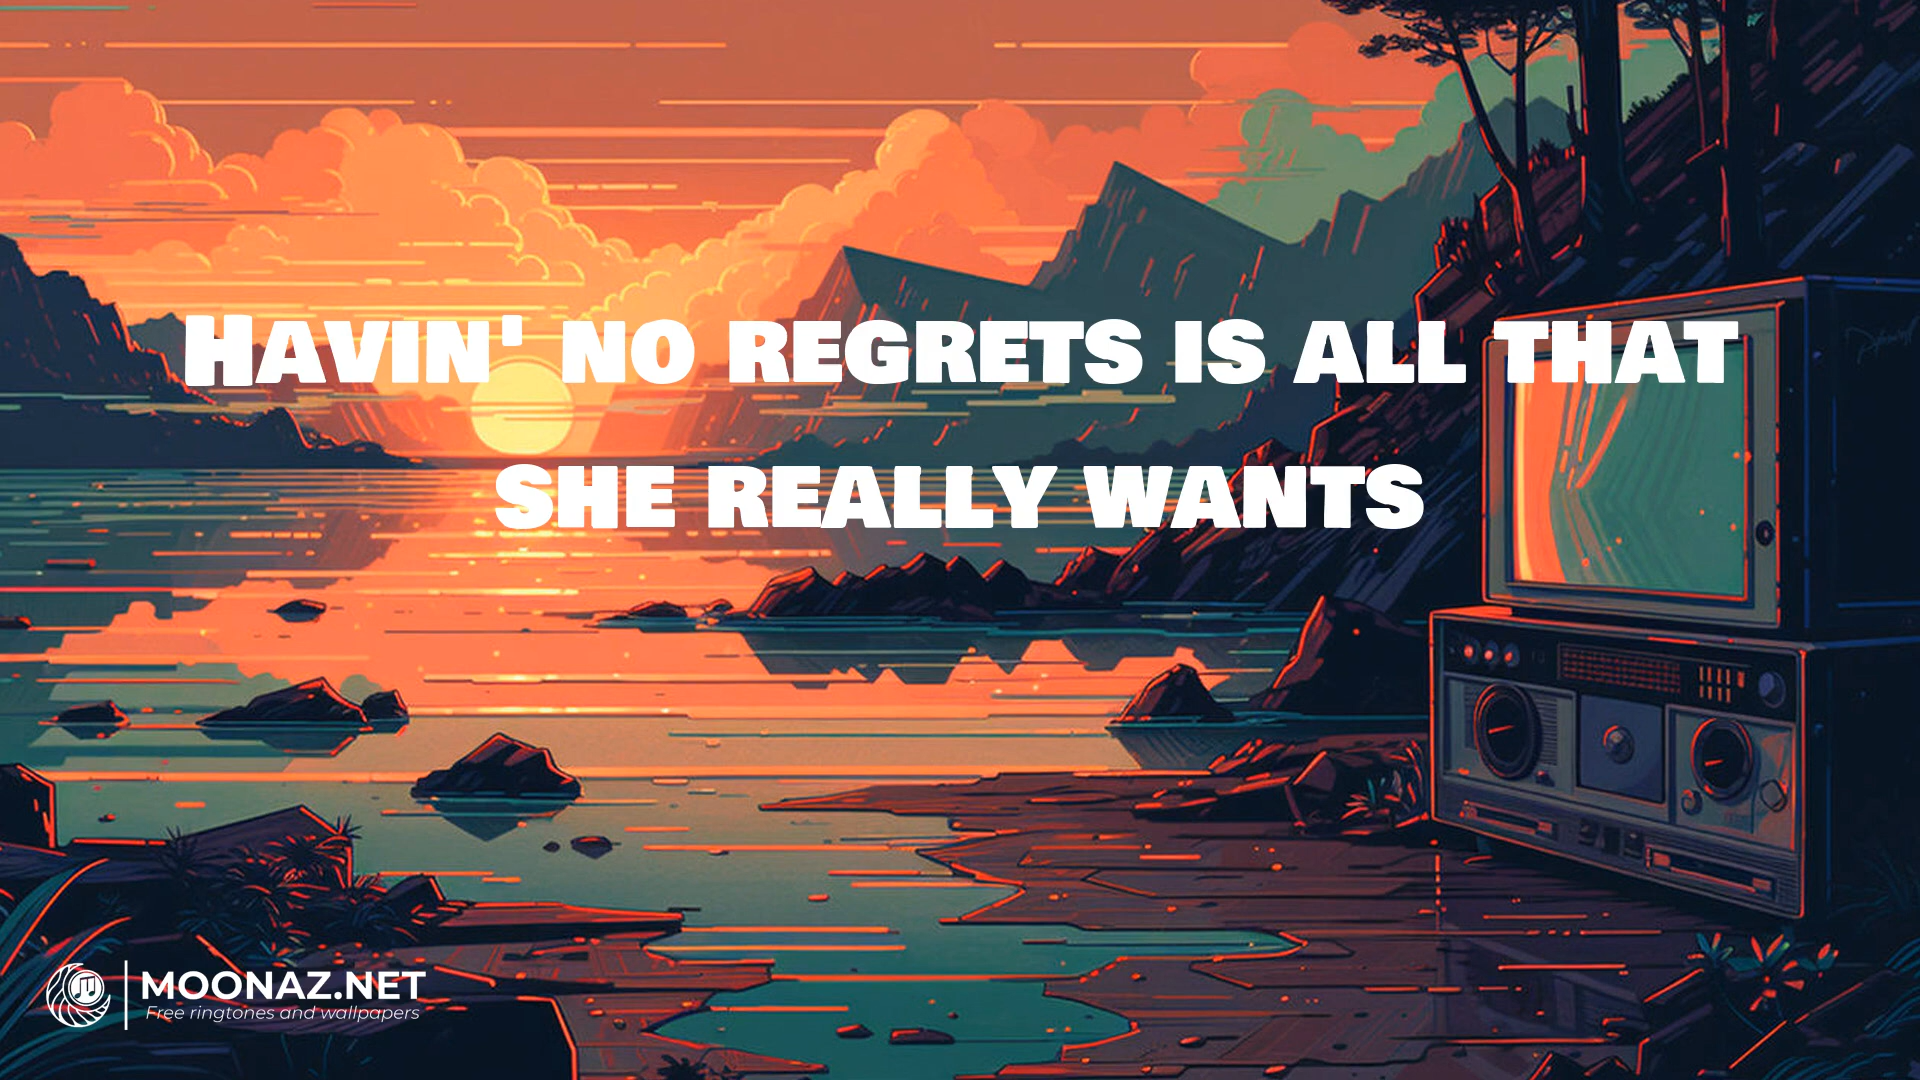 Havin' no regrets is all that
she really wants
MOONAZ.NET
Free ringtones and wallpapers